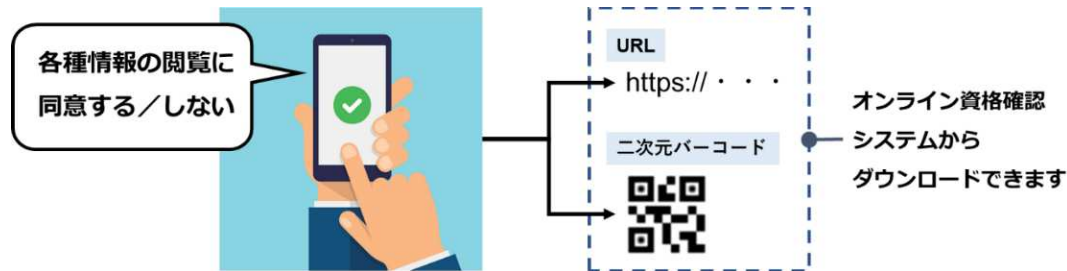 各種情報の閲覧に
同意する／しない
URL
https://・・・
二次元バーコード
オンライン資格確認
システムから
ダウンロードできます